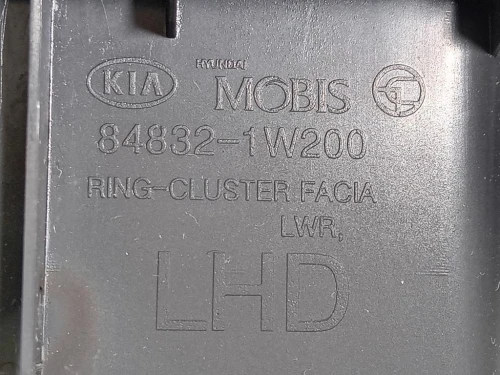 HYUNDAI
KIA MOBIS
84832-1W200
RING-CLUSTER FACIA
LWR,
LHD